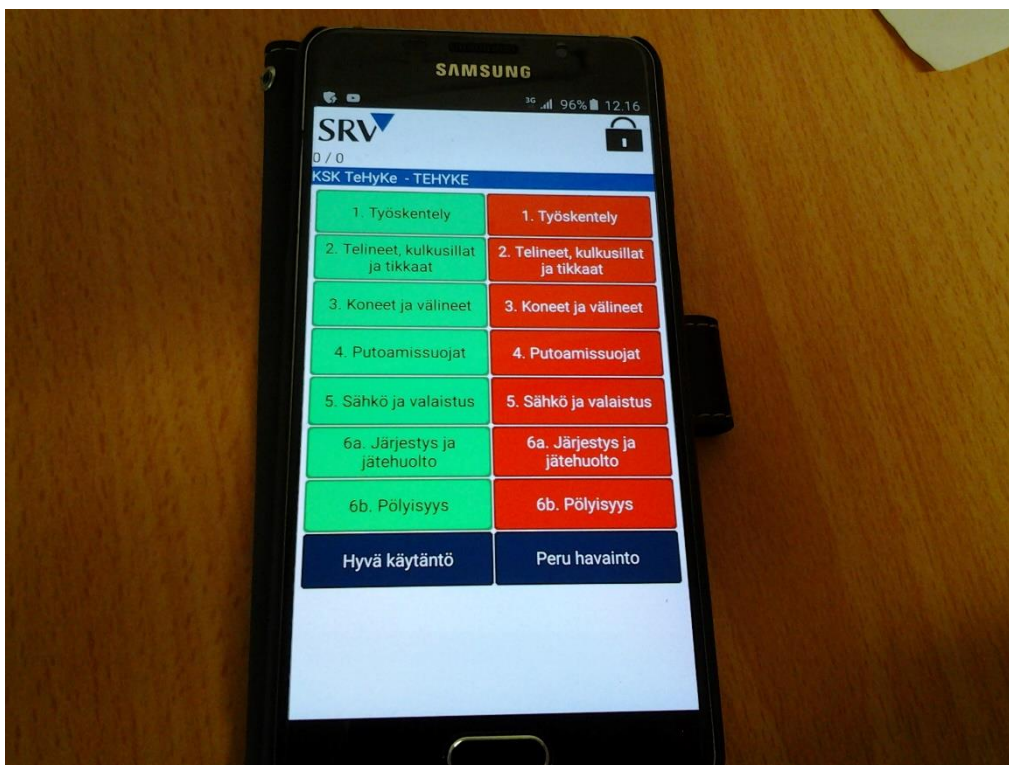 SAMSUNG
3G 96% 12.16
SRV
0 / 0
KSK TeHyKe - TEHYKE
1. Työskentely 1. Työskentely
2. Telineet, kulkusillat 2. Telineet, kulkusillat
ja tikkaat ja tikkaat
3. Koneet ja välineet 3. Koneet ja välineet
4. Putoamissuojat 4. Putoamissuojat
5. Sähkö ja valaistus 5. Sähkö ja valaistus
6a. Järjestys ja 6a. Järjestys ja
jätehuolto jätehuolto
6b. Pölyisyys 6b. Pölyisyys
Hyvä käytäntö Peru havainto